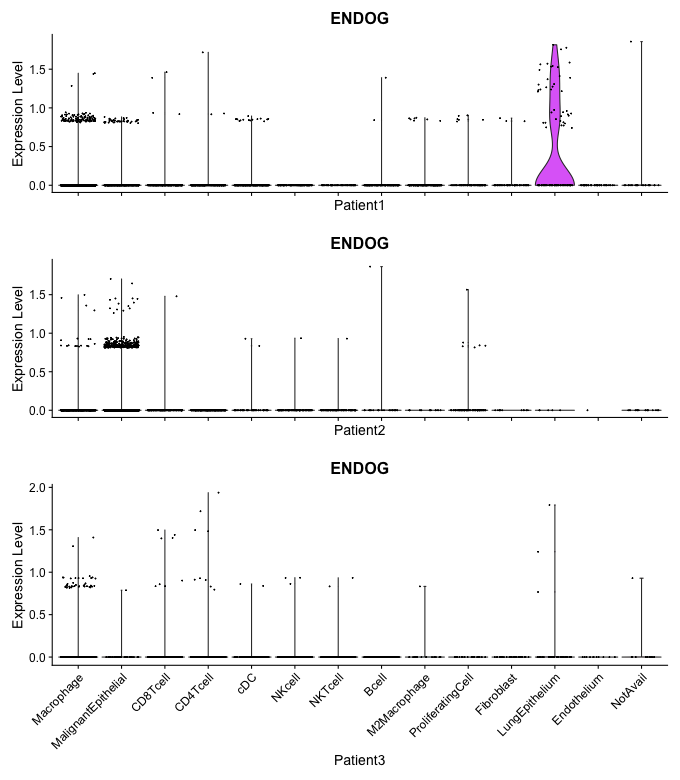 ENDOG
Expression Level
1.5
1.0
0.5
0.0
Patient1
ENDOG
Expression Level
1.5
1.0
0.5
0.0
Patient2
ENDOG
Expression Level
2.0
1.5
1.0
0.5
0.0
Macrophage
MalignantEpithelial
CD8Tcell
CD4Tcell
cDC
NKcell
NKTcell
Bcell
M2Macrophage
ProliferatingCell
Fibroblast
LungEpithelium
Endothelium
NotAvail
Patient3